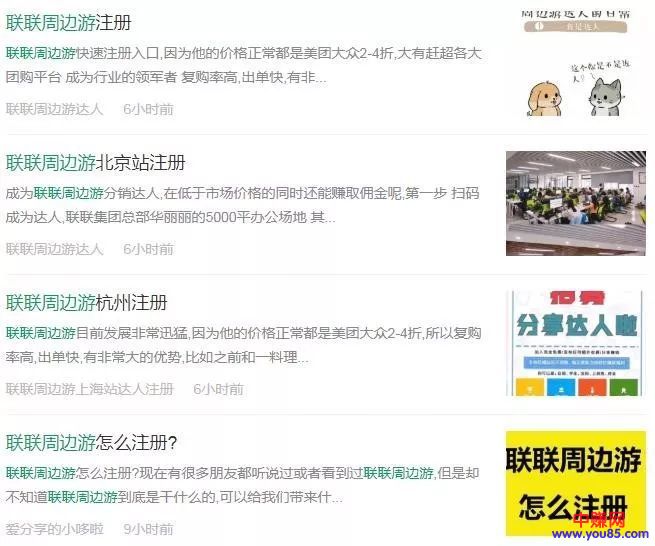 联联周边游注册
周边游达人前日常
真是达人
联联周边游快速注册入口,因为他的价格正常都是美团大众2-4折,大有赶超各大
团购平台 成为行业的领军者 复购率高,出单快,有非...
这个怂是不是达
人?
联联周边游达人 6小时前
联联周边游北京站注册
成为联联周边游分销达人,在低于市场价格的同时还能赚取佣金呢,第一步 扫码
成为达人,联联集团总部华丽丽的5000平办公场地 其...
联联周边游达人 6小时前
联联周边游杭州注册
招募
分享达人啦
联联周边游目前发展非常迅猛,因为他的价格正常都是美团大众2-4折,所以复购
率高,出单快,有非常大的优势,比如之前和一料理...
联联周边游上海站达人注册 6小时前
联联周边游怎么注册?
联联周边游怎么注册?现在有很多朋友都听说过或者看到过联联周边游,但是却
不知道联联周边游到底是干什么的,可以给我们带来什...
爱分享的小哆啦 9小时前
联联周边游
怎么注册
中赚网
www.you85.com